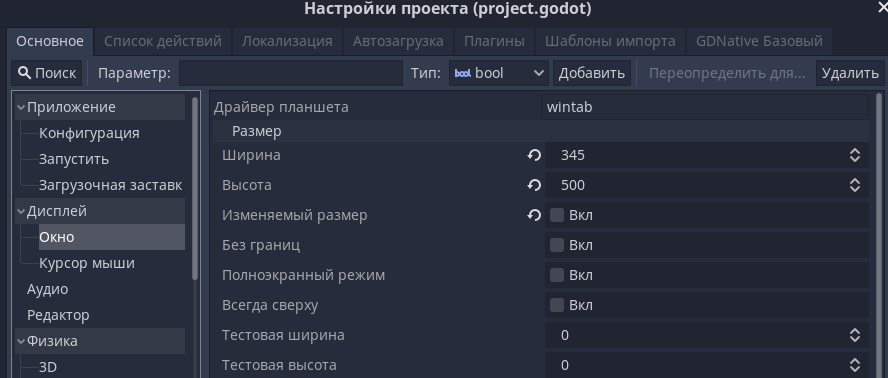 Настройки проекта (project.godot)
Основное Список действий Локализация Автозагрузка Плагины Шаблоны импорта GDNative Базовый
Поиск Параметр: Тип: bool Добавить Переопределить для... Удалить
Приложение
Конфигурация
Запустить
Загрузочная заставк
Дисплей
Окно
Курсор мыши
Аудио
Редактор
Физика
3D
Драйвер планшета wintab
Размер
Ширина 345
Высота 500
Изменяемый размер Вкл
Без границ Вкл
Полноэкранный режим Вкл
Всегда сверху Вкл
Тестовая ширина 0
Тестовая высота 0